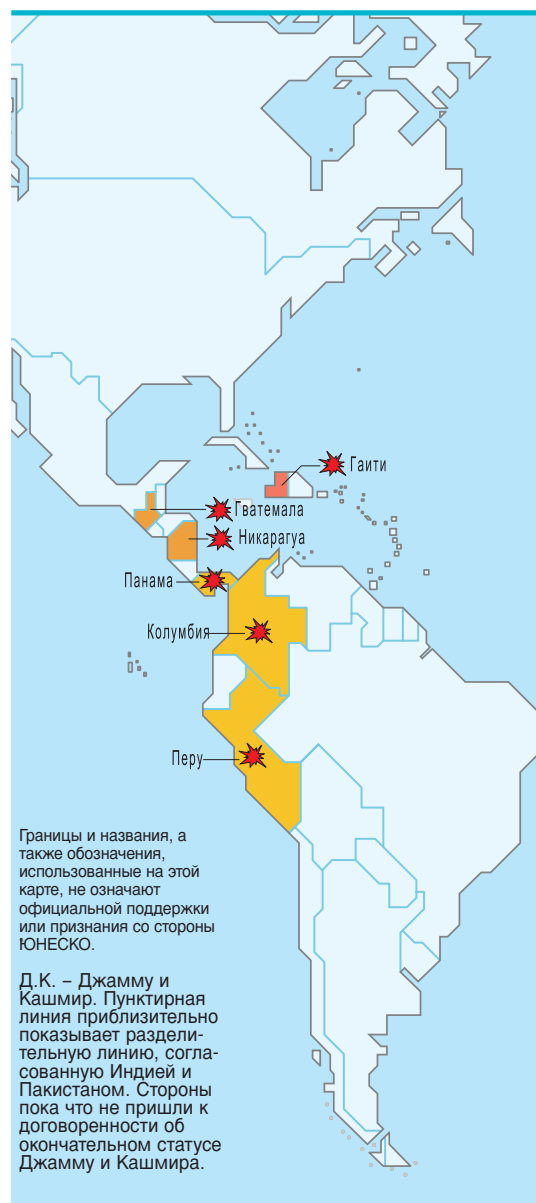 Гаити
Гватемала
Никарагуа
Панама
Колумбия
Перу
Границы и названия, а
также обозначения,
использованные на этой
карте, не означают
официальной поддержки
или признания со стороны
ЮНЕСКО.
Д.К. – Джамму и
Кашмир. Пунктирная
линия приблизительно
показывает раздели-
тельную линию, согла-
сованную Индией и
Пакистаном. Стороны
пока что не пришли к
договоренности об
окончательном статусе
Джамму и Кашмира.